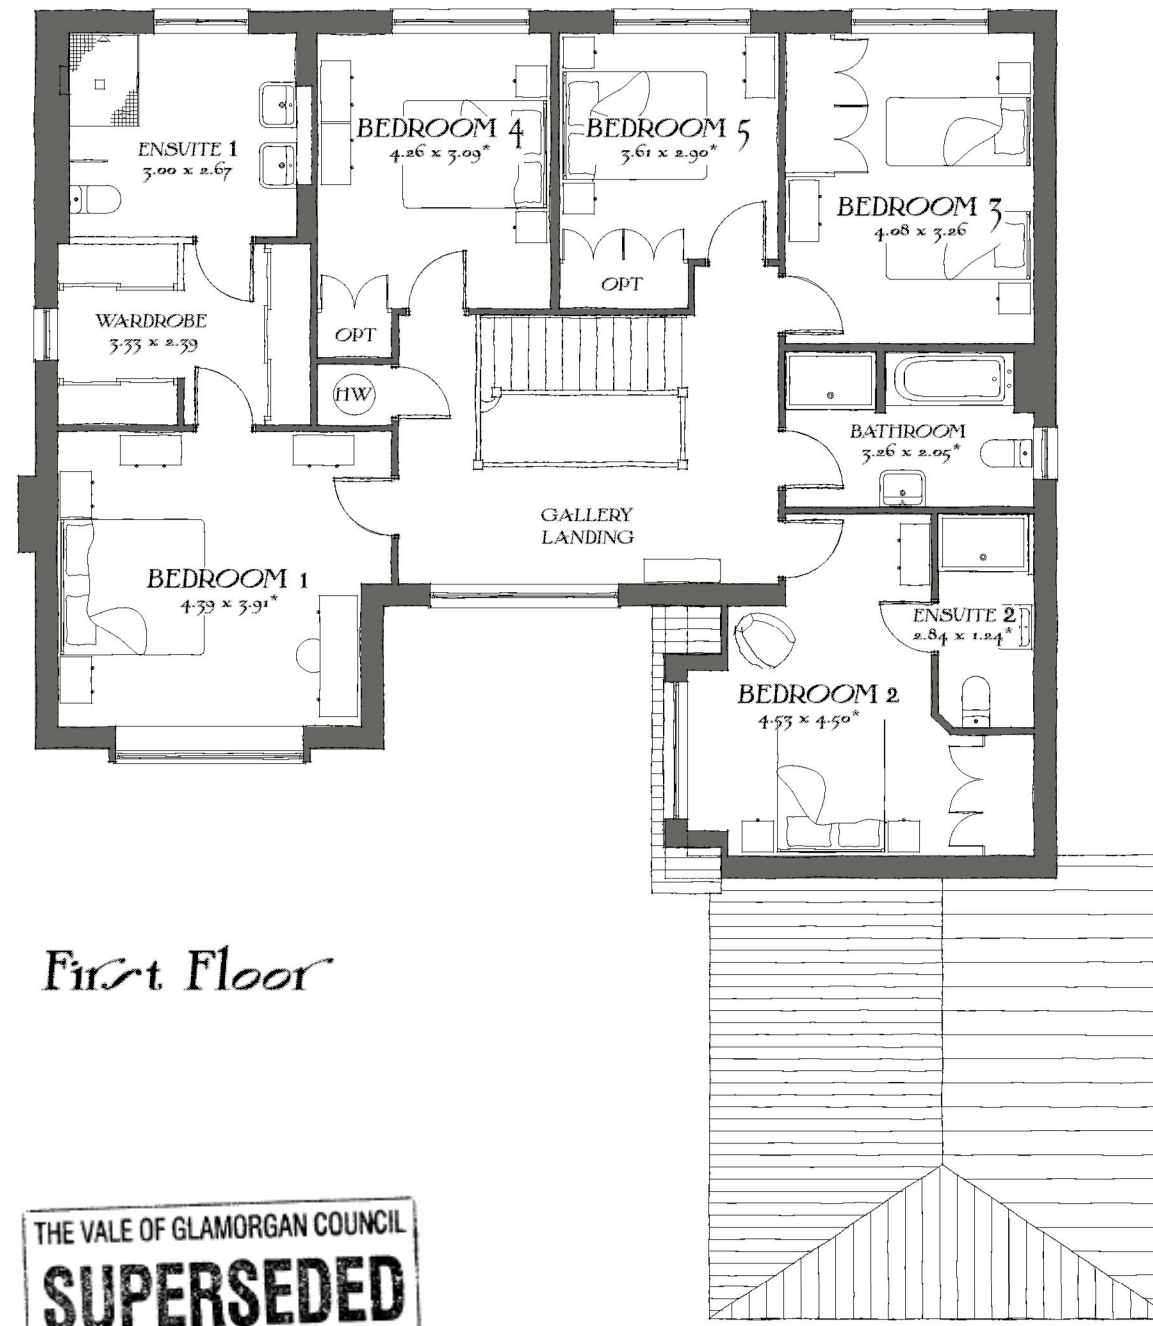 ENSUITE 1
3.00 x 2.67
BEDROOM 4
4.26 x 3.09*
BEDROOM 5
3.61 x 2.90*
BEDROOM 3
4.08 x 3.26
OPT
OPT
WARDROBE
3.33 x 2.39
HW
BATHROOM
3.26 x 2.05*
GALLERY
LANDING
BEDROOM 1
4.39 x 3.91*
ENSUITE 2
2.84 x 1.24*
BEDROOM 2
4.53 x 4.50*
First Floor
THE VALE OF GLAMORGAN COUNCIL
SUPERSEDED